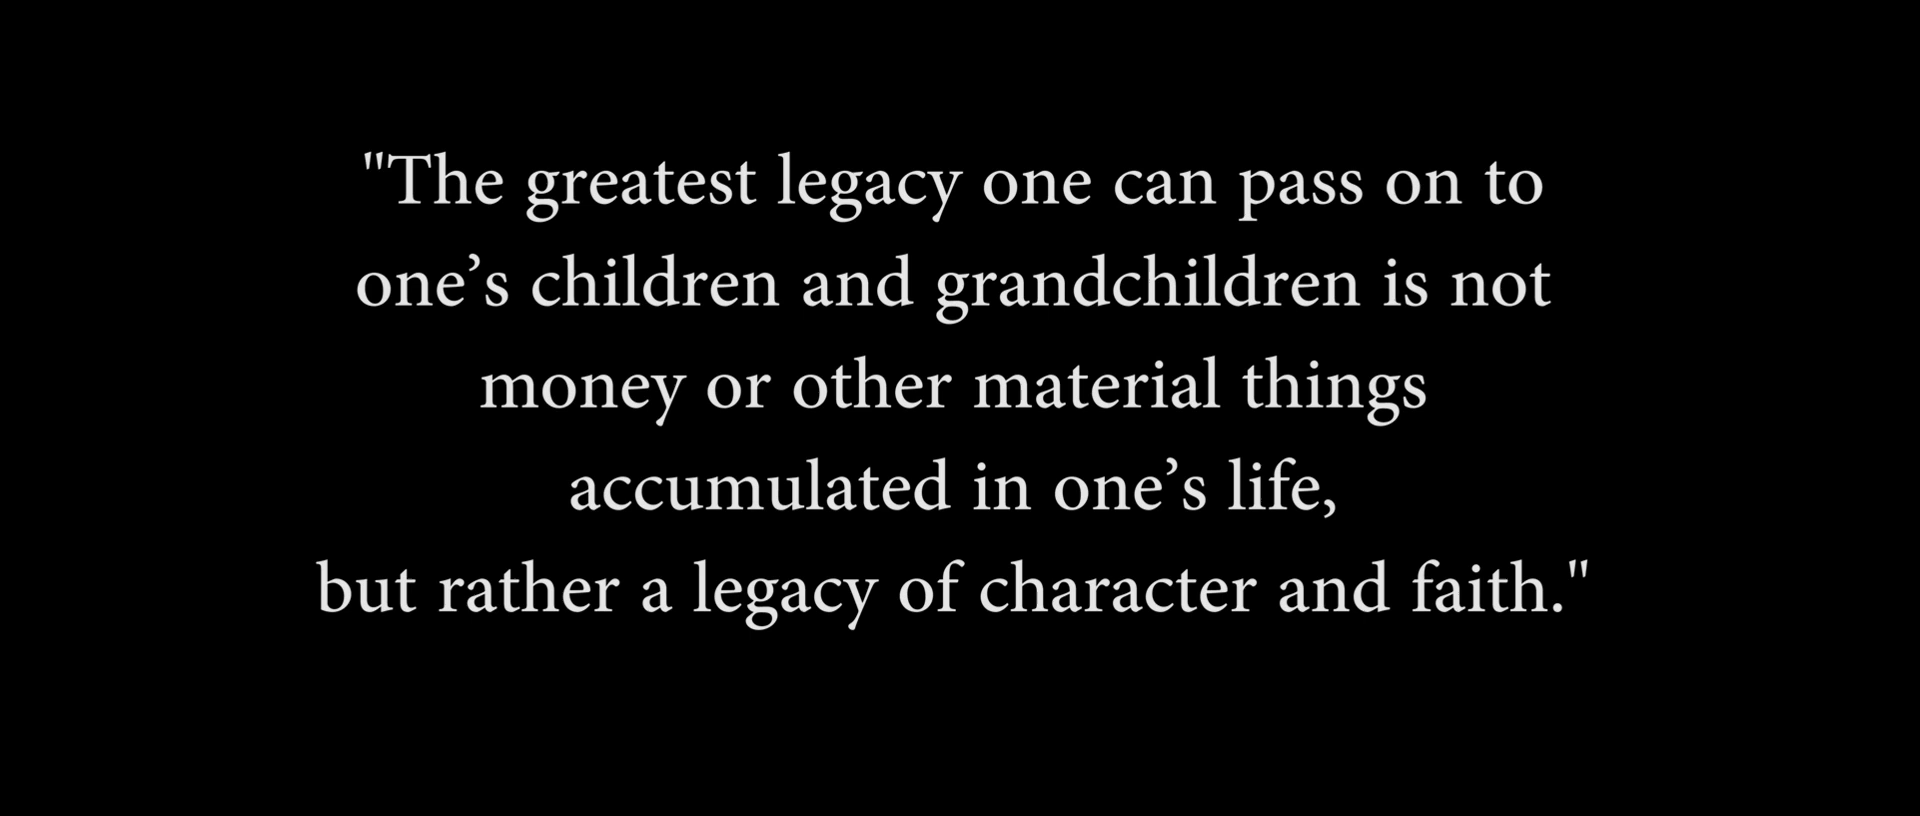 "The greatest legacy one can pass on to
one’s children and grandchildren is not
money or other material things
accumulated in one’s life,
but rather a legacy of character and faith."